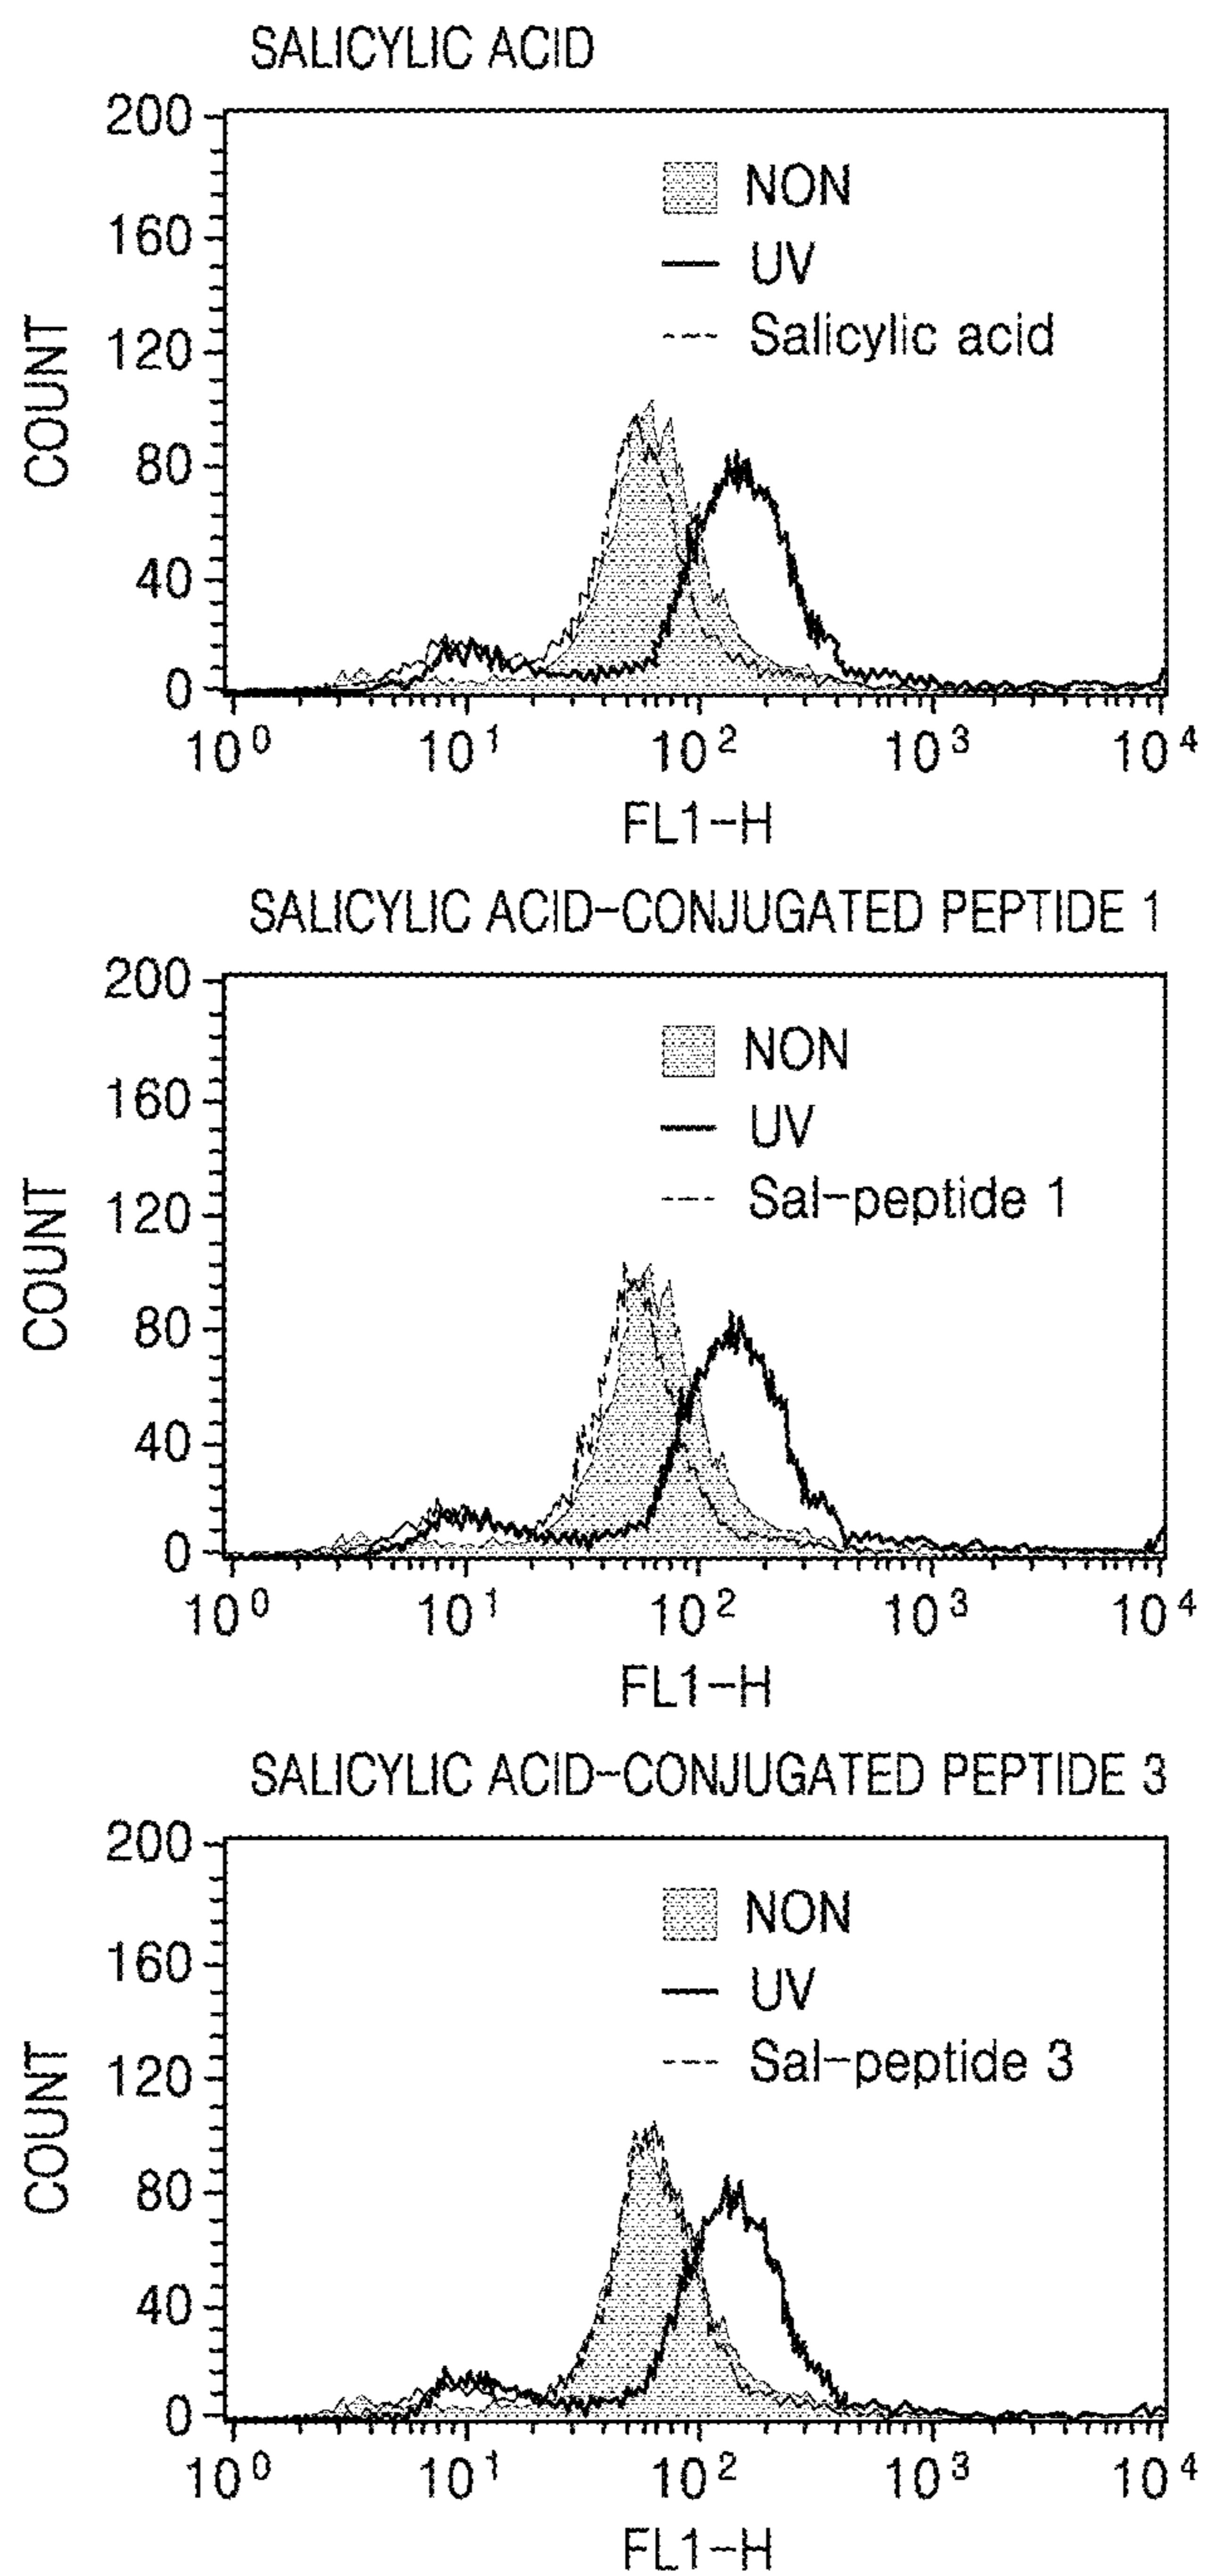 SALICYLIC ACID
200
160
120
80
40
0
COUNT
NON
UV
Salicylic acid
10⁰ 10¹ 10² 10³ 10⁴
FL1-H
SALICYLIC ACID-CONJUGATED PEPTIDE 1
200
160
120
80
40
0
COUNT
NON
UV
Sal-peptide 1
10⁰ 10¹ 10² 10³ 10⁴
FL1-H
SALICYLIC ACID-CONJUGATED PEPTIDE 3
200
160
120
80
40
0
COUNT
NON
UV
Sal-peptide 3
10⁰ 10¹ 10² 10³ 10⁴
FL1-H